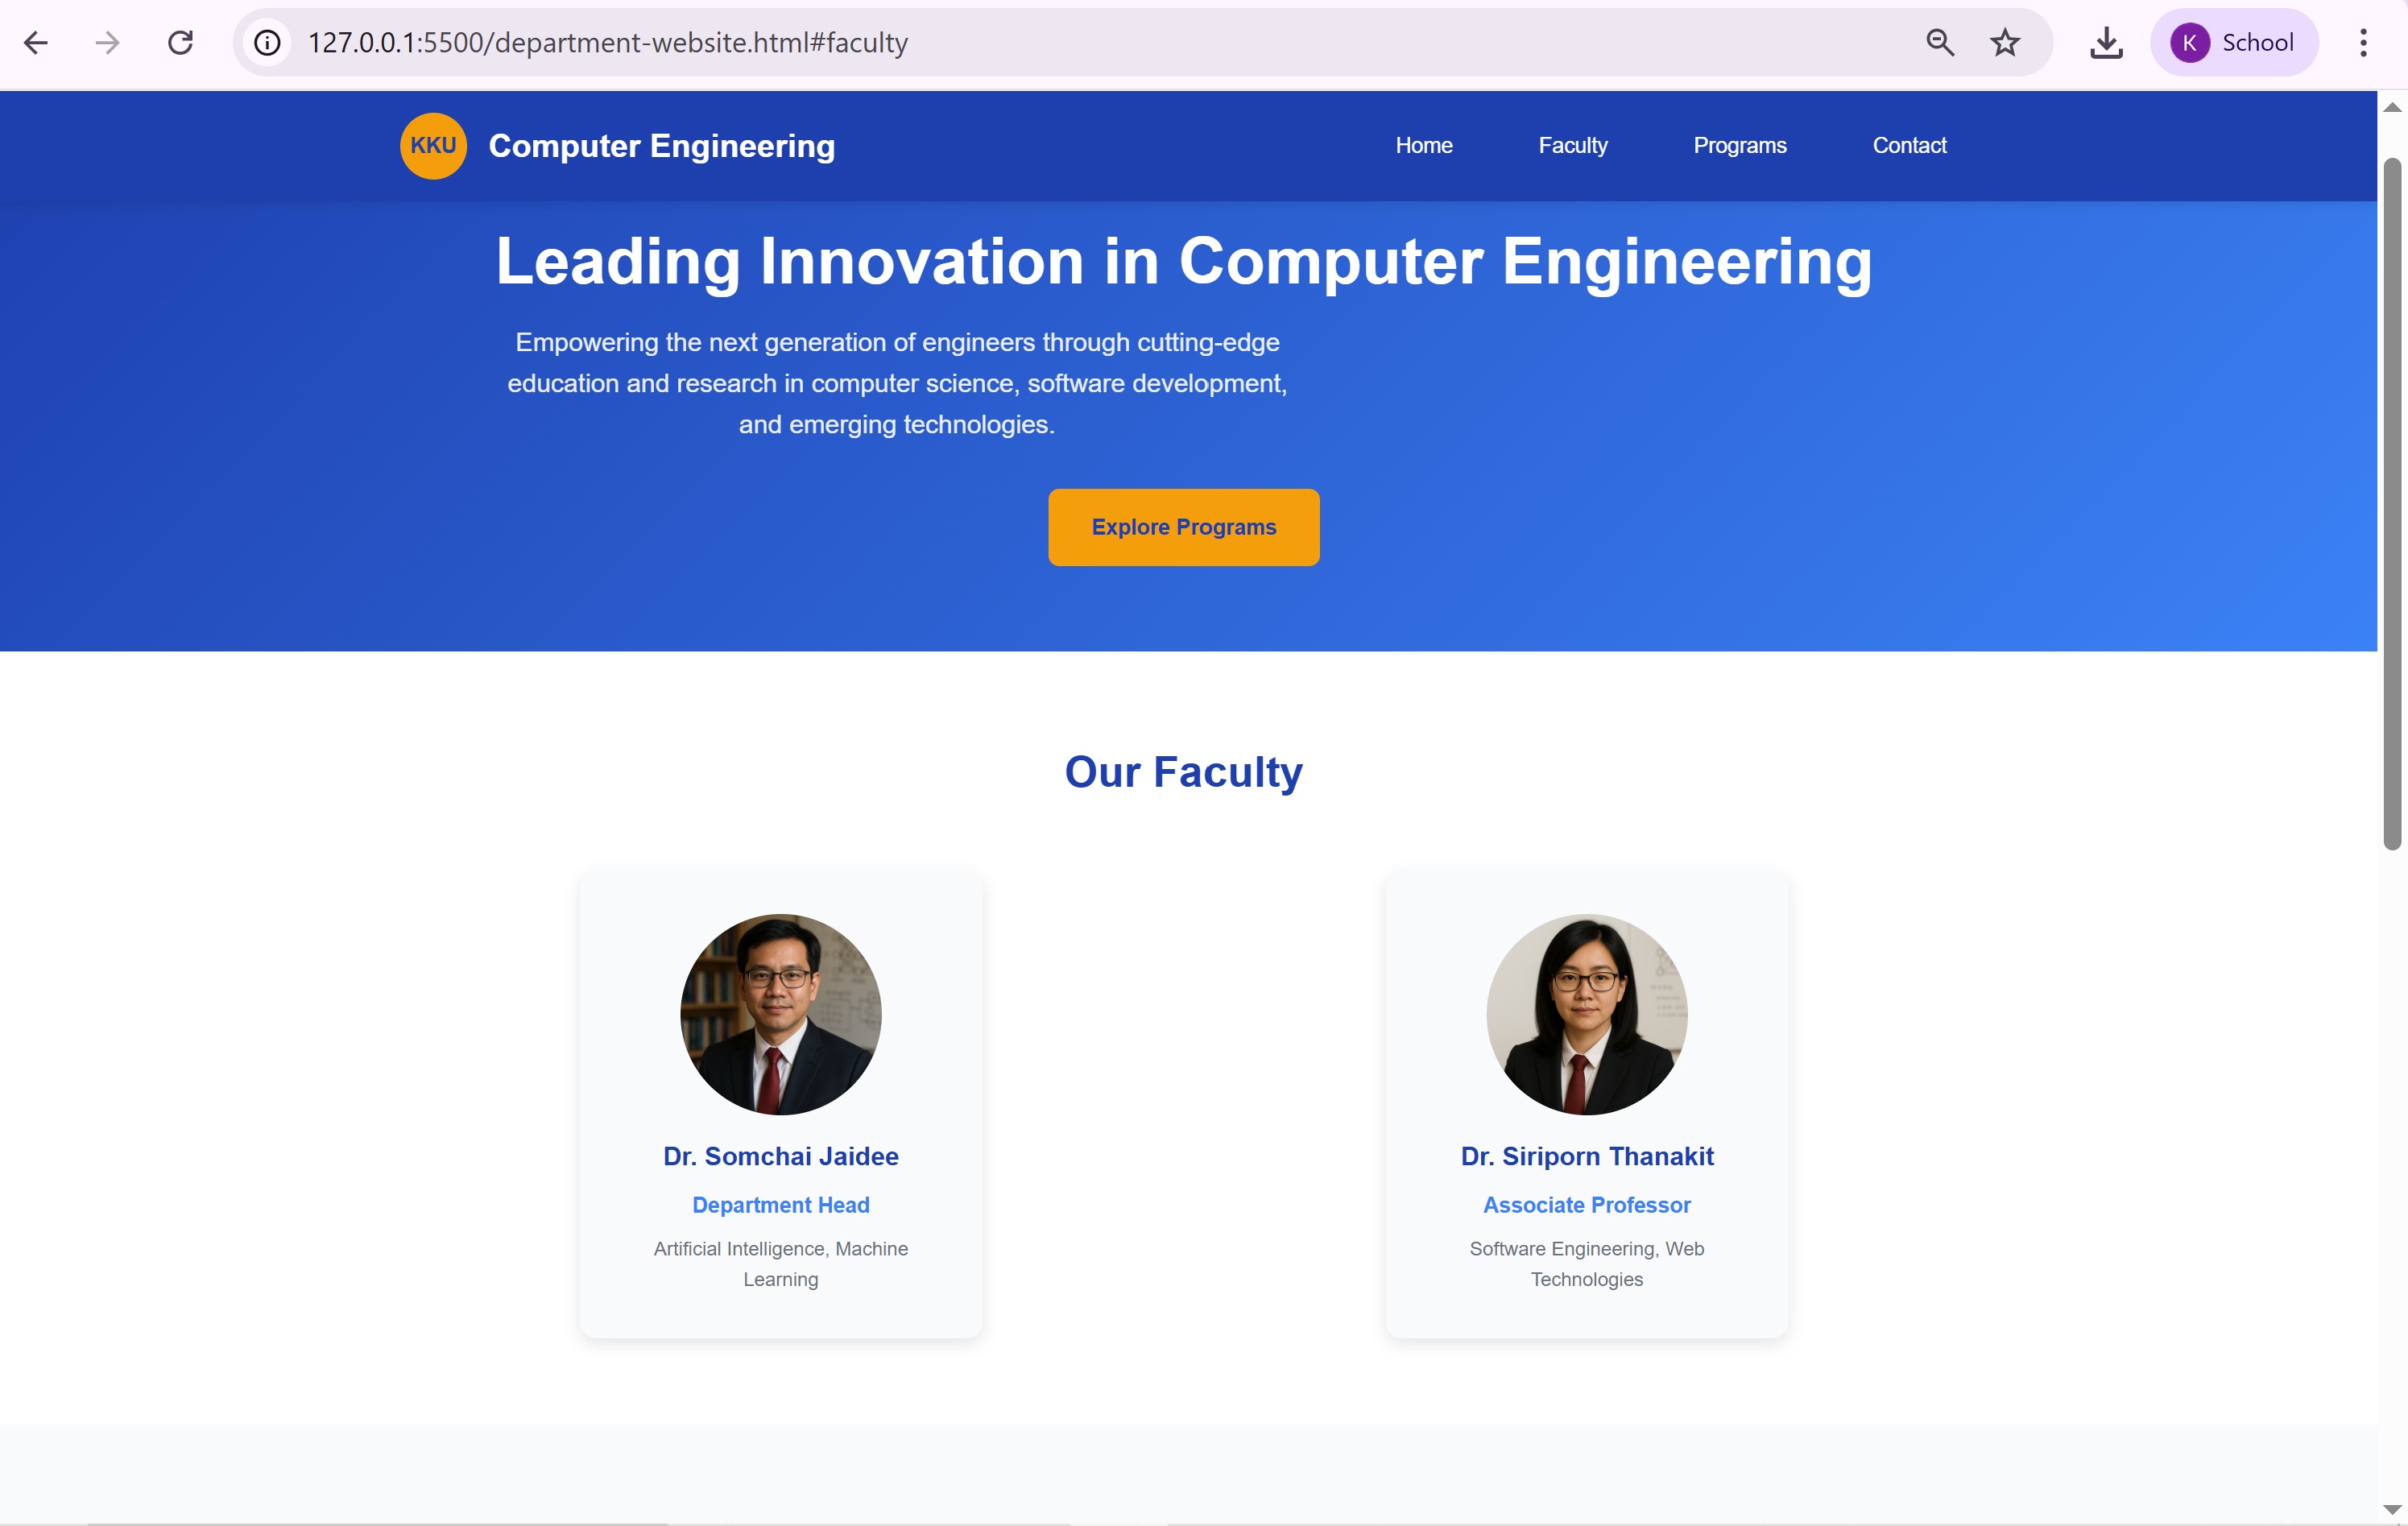 127.0.0.1:5500/department-website.html#faculty
K School
KKU Computer Engineering
Home Faculty Programs Contact
Leading Innovation in Computer Engineering
Empowering the next generation of engineers through cutting-edge
education and research in computer science, software development,
and emerging technologies.
Explore Programs
Our Faculty
Dr. Somchai Jaidee
Department Head
Artificial Intelligence, Machine
Learning
Dr. Siriporn Thanakit
Associate Professor
Software Engineering, Web
Technologies